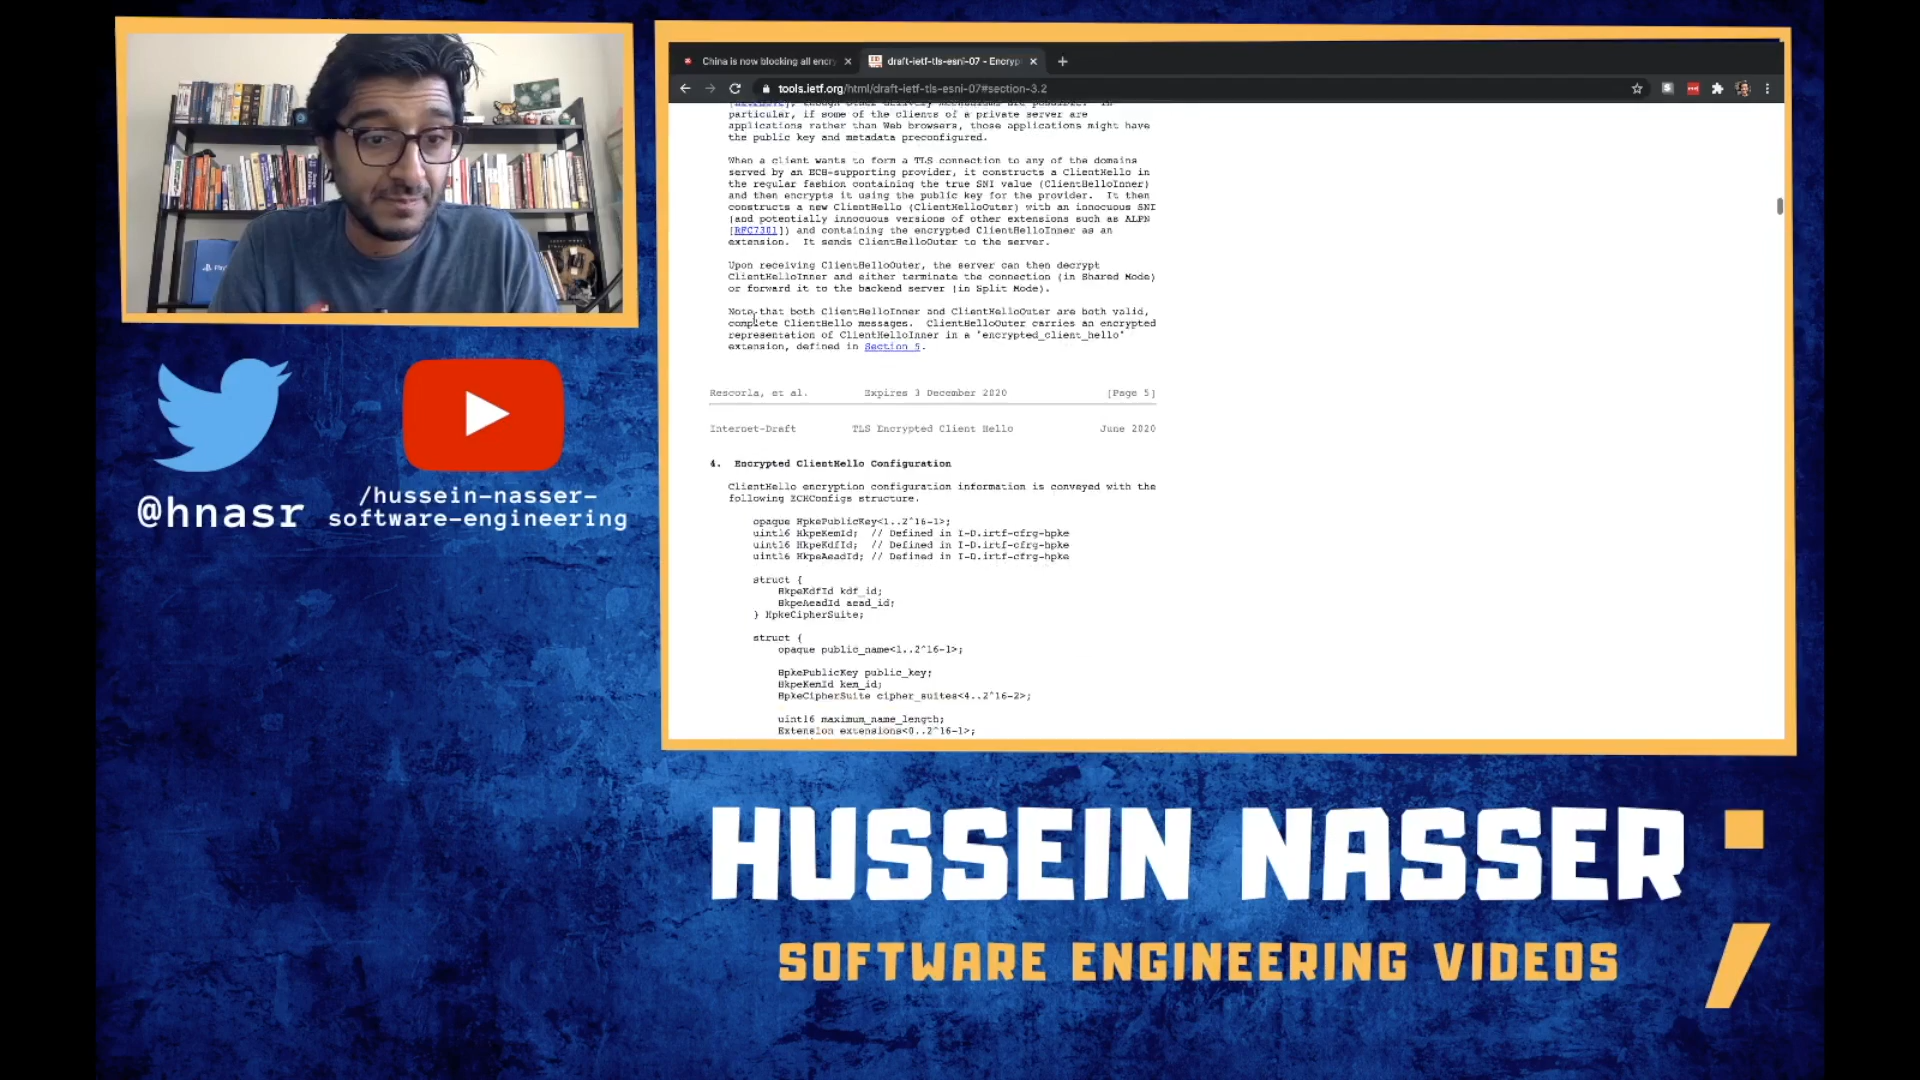 China is now blocking all encry
draft-ietf-tls-esni-07 - Encryp
tools.ietf.org/html/draft-ietf-tls-esni-07#section-3.2
particular, if some of the clients of a private server are
applications rather than Web browsers, those applications might have
the public key and metadata preconfigured.
When a client wants to form a TLS connection to any of the domains
served by an ECH-supporting provider, it constructs a ClientHello in
the regular fashion containing the true SNI value (ClientHelloInner)
and then encrypts it using the public key for the provider.  It then
constructs a new ClientHello (ClientHelloOuter) with an innocuous SNI
(and potentially innocuous versions of other extensions such as ALPN
[RFC7301]) and containing the encrypted ClientHelloInner as an
extension.  It sends ClientHelloOuter to the server.
Upon receiving ClientHelloOuter, the server can then decrypt
ClientHelloInner and either terminate the connection (in Shared Mode)
or forward it to the backend server (in Split Mode).
Note that both ClientHelloInner and ClientHelloOuter are both valid,
complete ClientHello messages.  ClientHelloOuter carries an encrypted
representation of ClientHelloInner in a "encrypted_client_hello"
extension, defined in Section 5.
Rescorla, et al. Expires 3 December 2020 [Page 5]
Internet-Draft TLS Encrypted Client Hello June 2020
4.  Encrypted ClientHello Configuration
ClientHello encryption configuration information is conveyed with the
following ECHConfigs structure.
opaque HpkePublicKey<1..2^16-1>;
uint16 HkpeKemId;  // Defined in I-D.irtf-cfrg-hpke
uint16 HkpeKdfId;  // Defined in I-D.irtf-cfrg-hpke
uint16 HkpeAeadId; // Defined in I-D.irtf-cfrg-hpke
struct {
HkpeKdfId kdf_id;
HkpeAeadId aead_id;
} HpkeCipherSuite;
struct {
opaque public_name<1..2^16-1>;
HpkePublicKey public_key;
HkpeKemId kem_id;
HpkeCipherSuite cipher_suites<4..2^16-2>;
uint16 maximum_name_length;
Extension extensions<0..2^16-1>;
@hnasr
/hussein-nasser-
software-engineering
HUSSEIN NASSER ;
SOFTWARE ENGINEERING VIDEOS